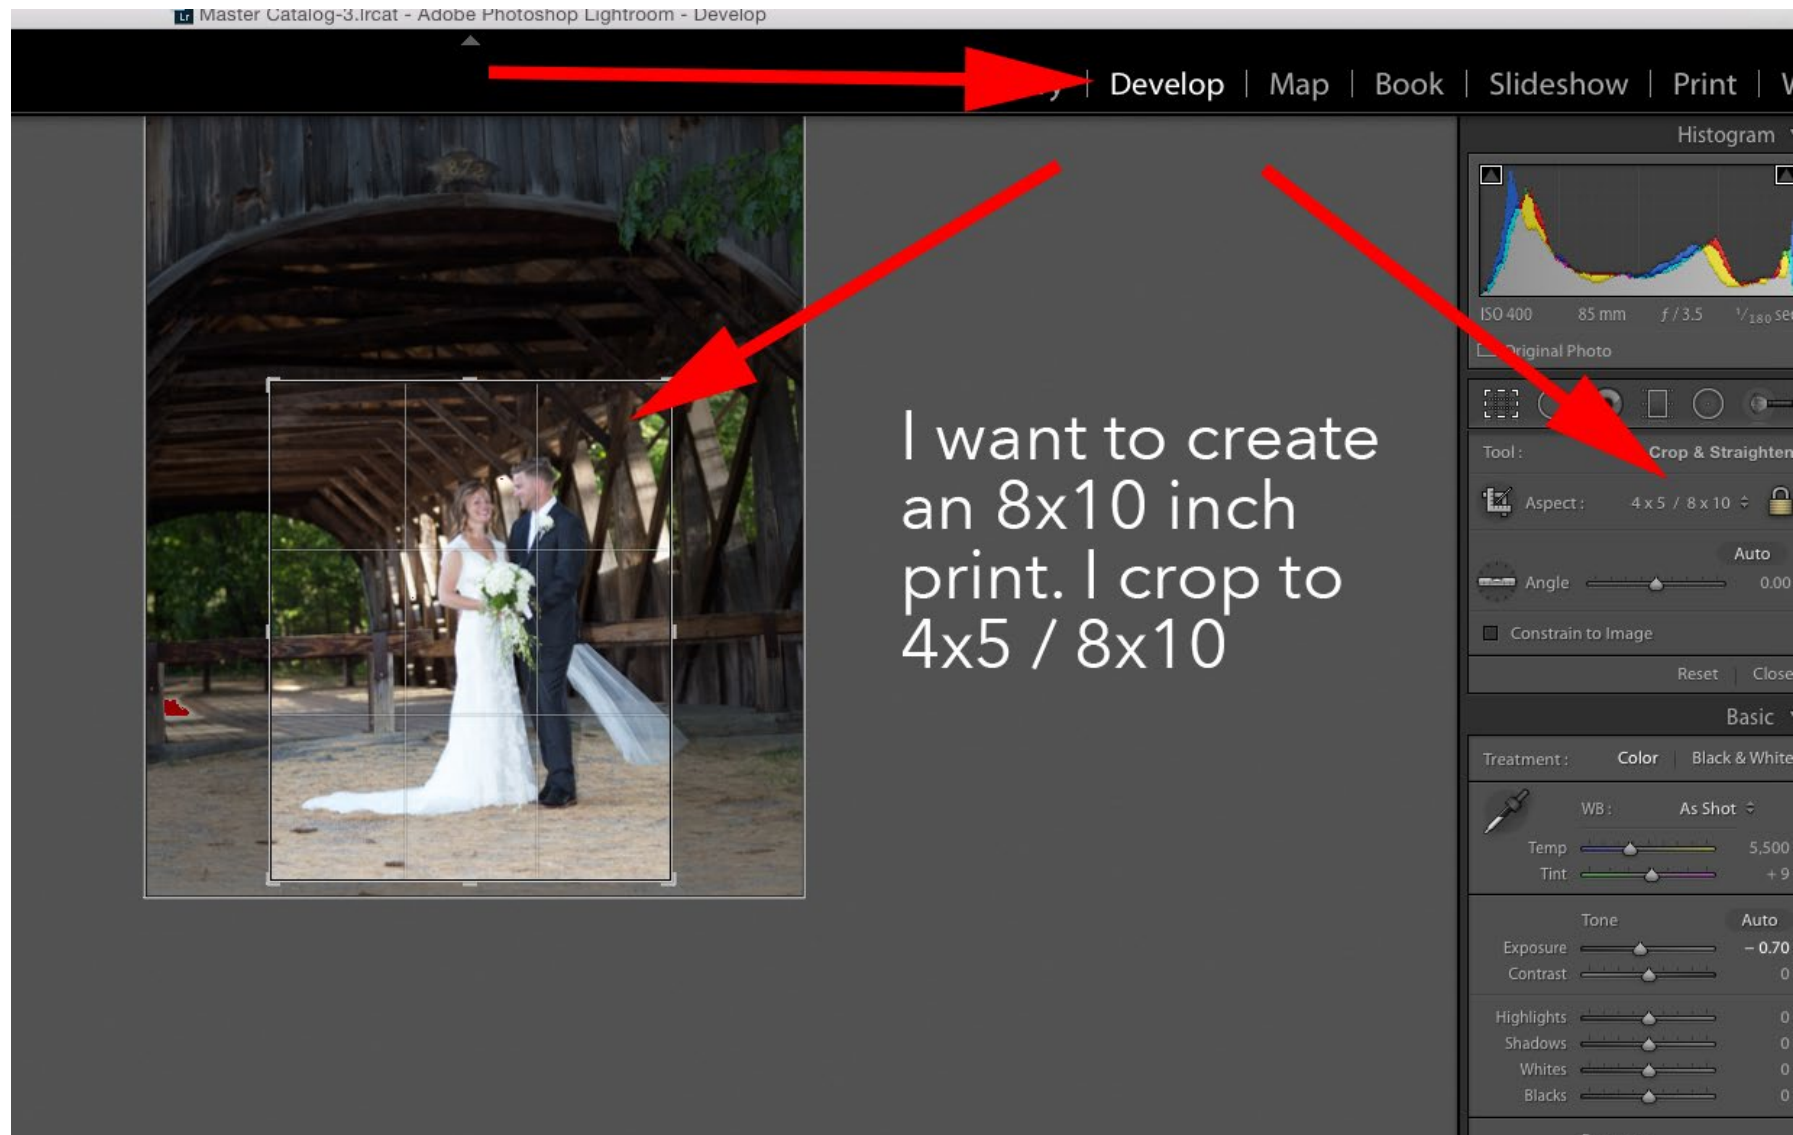 Master Catalog-3.lrcat - Adobe Photoshop Lightroom - Develop
Develop | Map | Book | Slideshow | Print |
Histogram
1872
ISO 400 85 mm ƒ / 3.5 1/180 sec
Original Photo
Tool : Crop & Straighten
Aspect : 4 x 5 / 8 x 10
Auto
Angle 0.00
Constrain to Image
Reset Close
I want to create
an 8x10 inch
print. I crop to
4x5 / 8x10
Basic
Treatment : Color Black & White
WB : As Shot
Temp 5,500
Tint + 9
Tone Auto
Exposure – 0.70
Contrast 0
Highlights 0
Shadows 0
Whites 0
Blacks 0